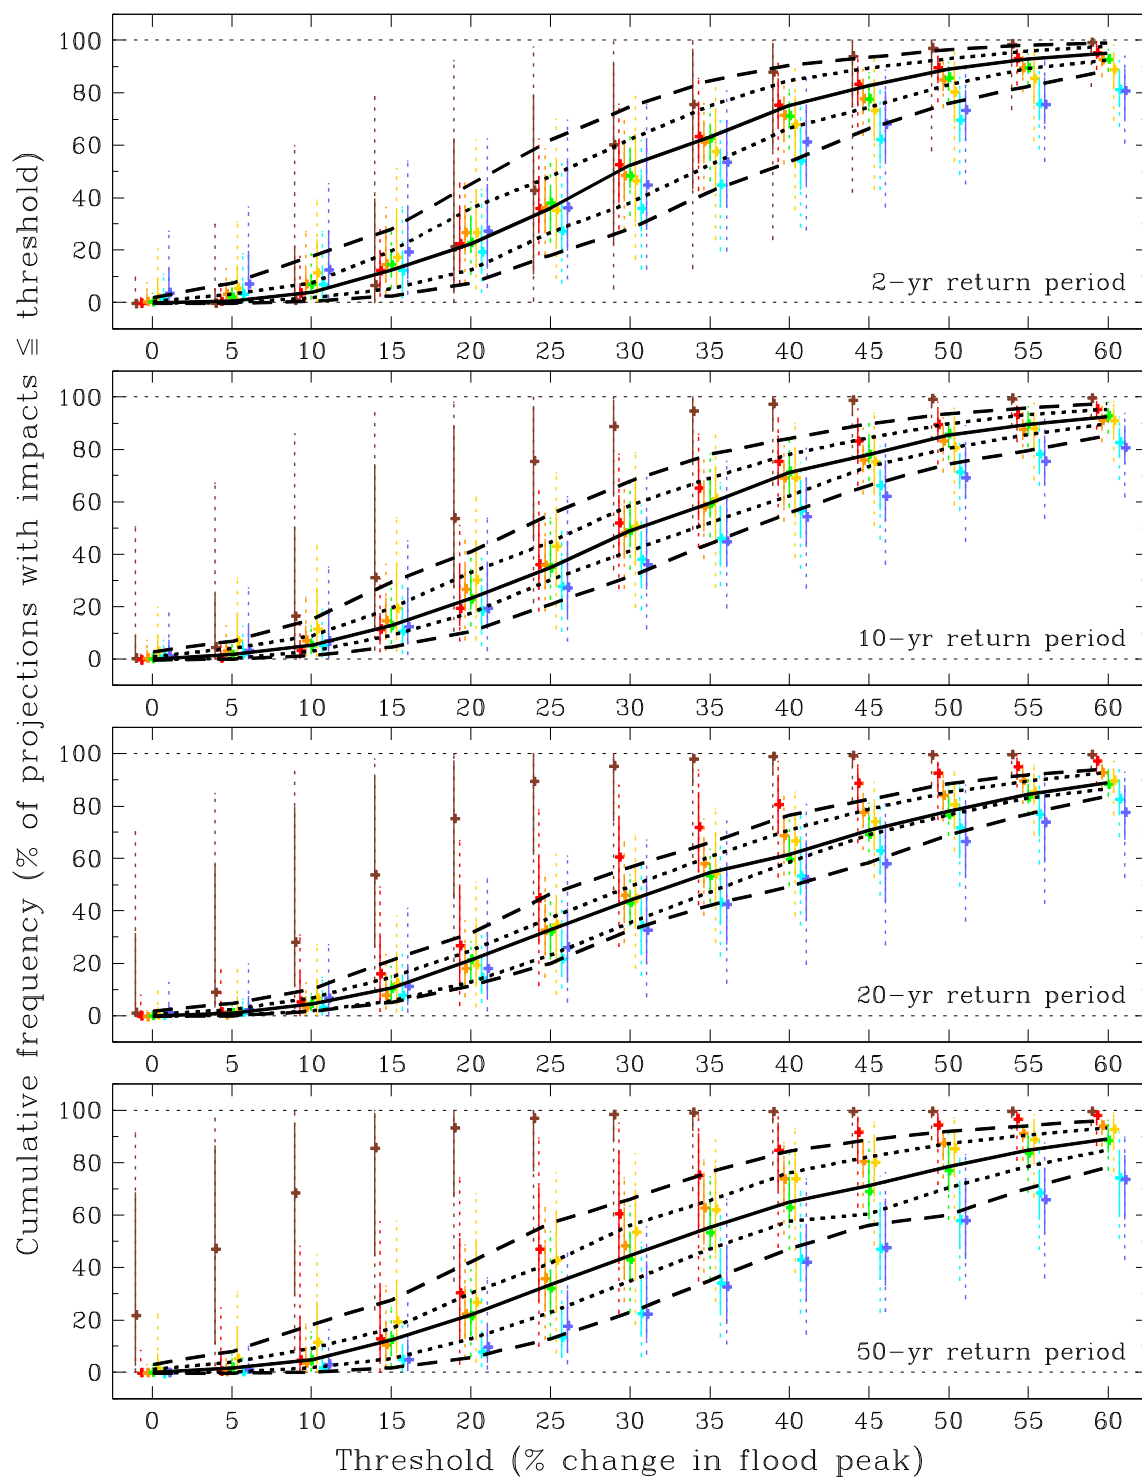 Cumulative frequency (% of projections with impacts ≦ threshold)
100
80
60
40
20
0
2-yr return period
0 5 10 15 20 25 30 35 40 45 50 55 60
100
80
60
40
20
0
10-yr return period
0 5 10 15 20 25 30 35 40 45 50 55 60
100
80
60
40
20
0
20-yr return period
0 5 10 15 20 25 30 35 40 45 50 55 60
100
80
60
40
20
0
50-yr return period
0 5 10 15 20 25 30 35 40 45 50 55 60
Threshold (% change in flood peak)